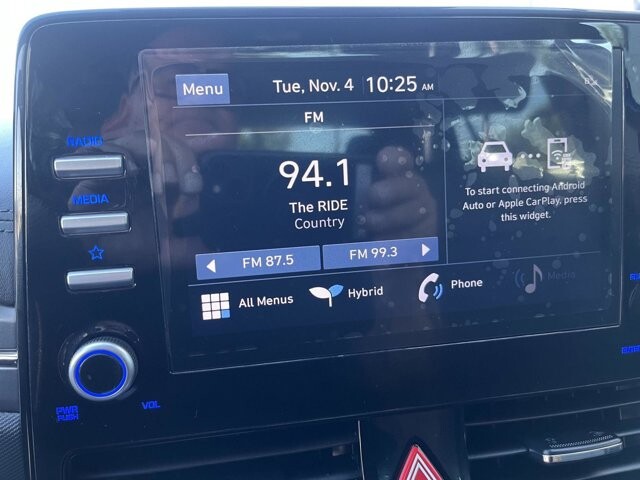 Menu
Tue, Nov. 4 10:25 AM
FM
RADIO
94.1
To start connecting Android
Auto or Apple CarPlay, press
this widget.
MEDIA
The RIDE
Country
FM 87.5
FM 99.3
All Menus
Hybrid
Phone
Media
PWR
PUSH
VOL